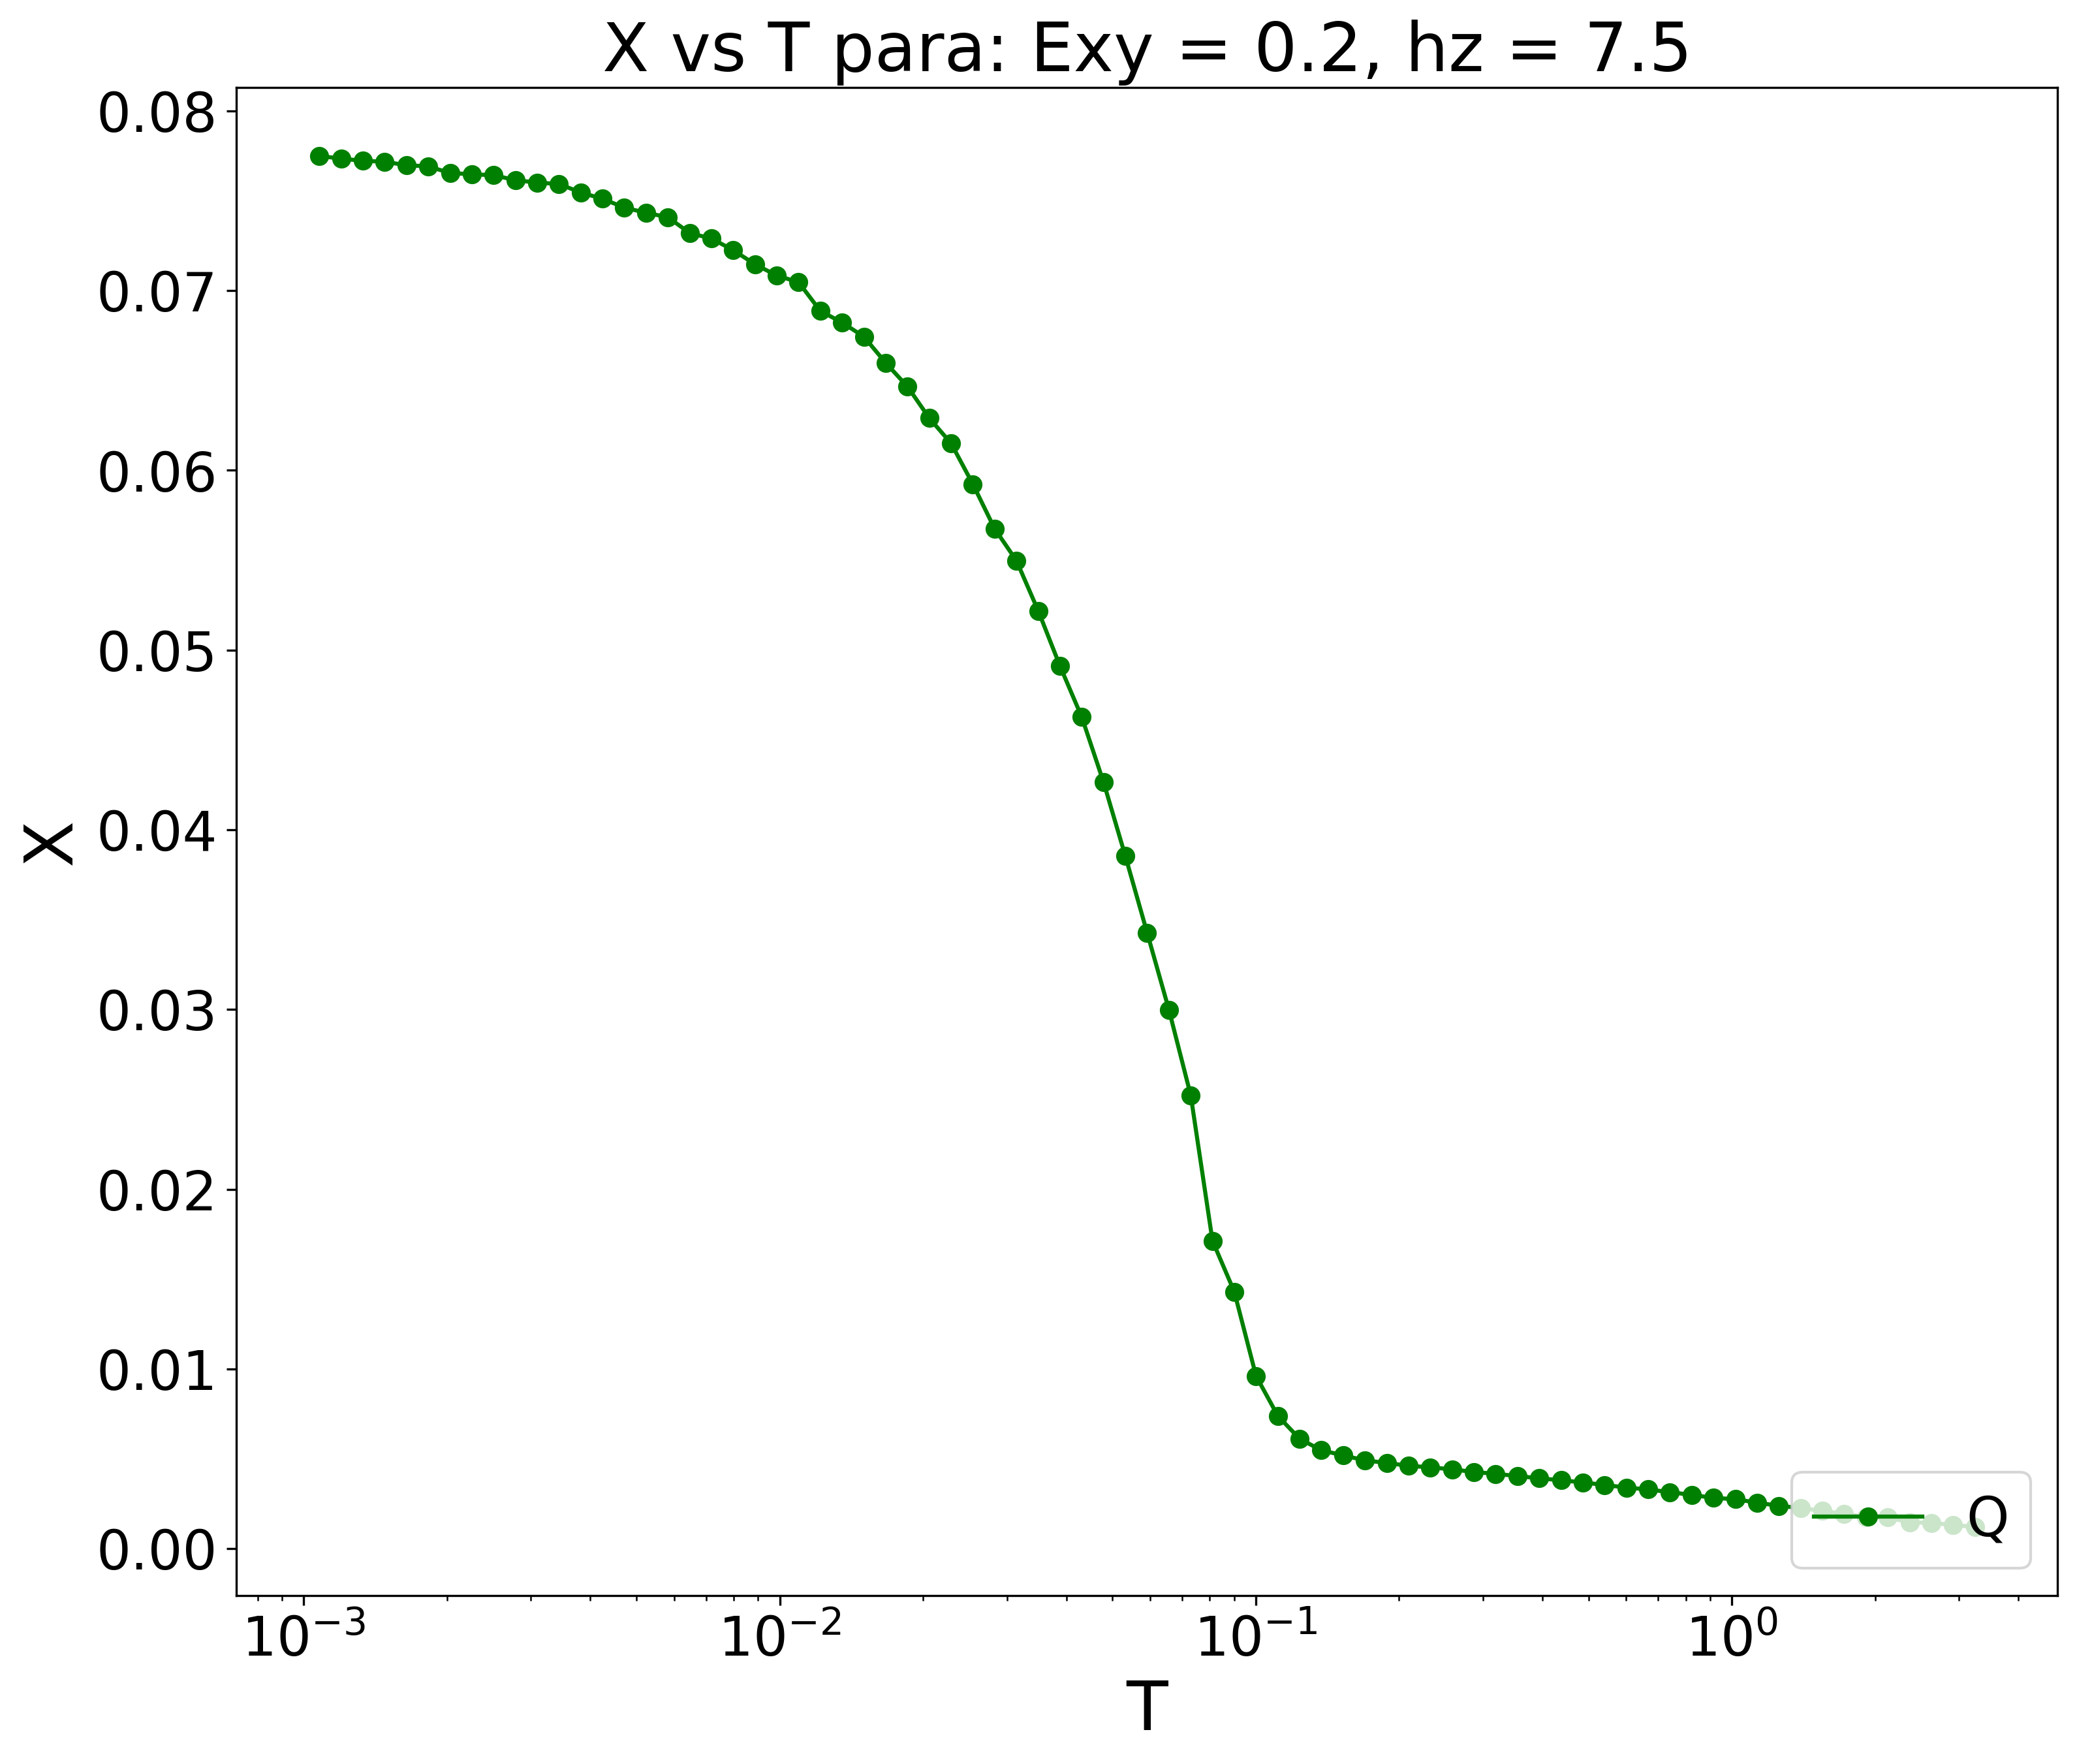 X vs T para: Exy = 0.2, hz = 7.5
0.08
0.07
0.06
0.05
0.04
0.03
0.02
0.01
0.00
X
Q
10⁻³ 10⁻² 10⁻¹ 10⁰
T